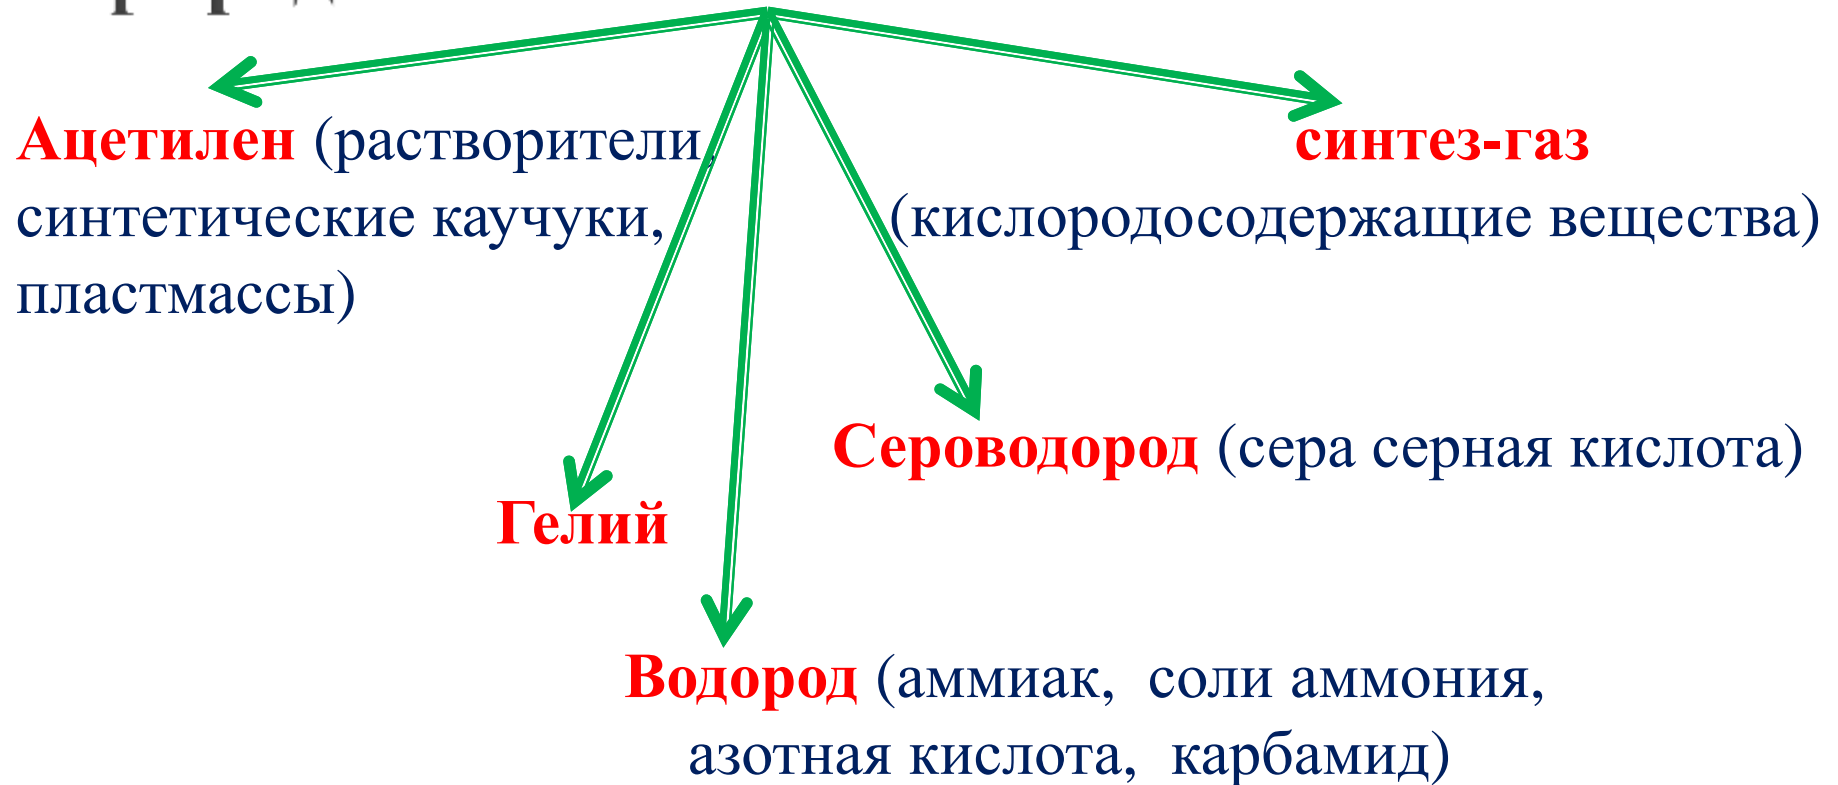 Ацетилен (растворители,
синтетические каучуки,
пластмассы)
синтез-газ
(кислородосодержащие вещества)
Сероводород (сера серная кислота)
Гелий
Водород (аммиак, соли аммония,
азотная кислота, карбамид)